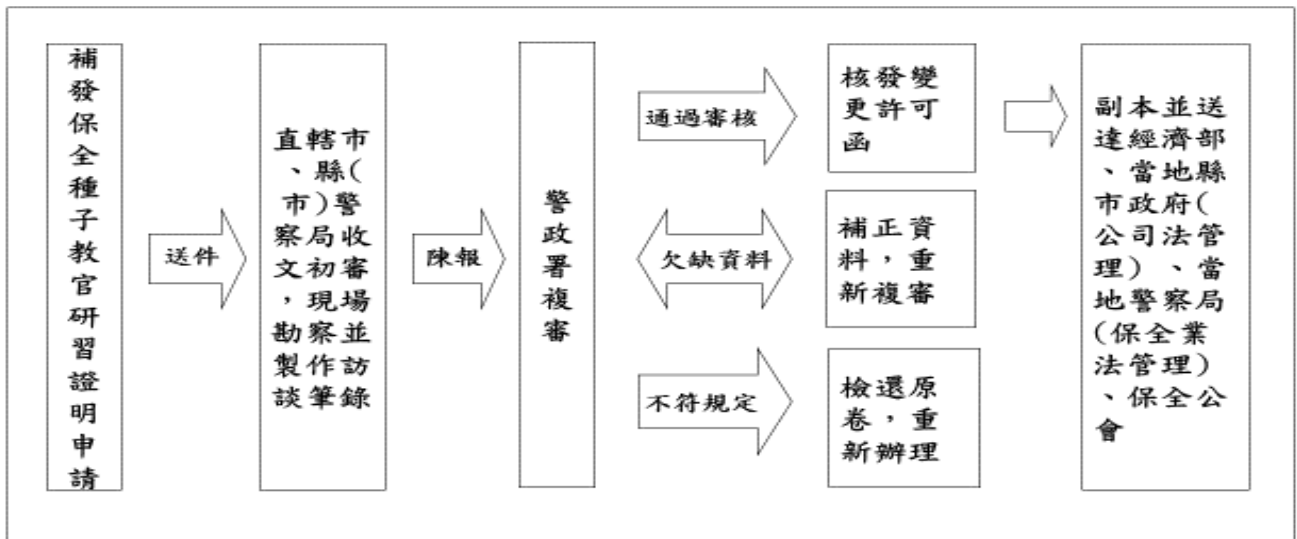 補發保全種子教官研習證明申請
送件
直轄市
、縣(
市)警
察局收
文初審
，現場
勘察並
製作訪
談筆錄
陳報
警政署複審
通過審核
核發變
更許可
函
欠缺資料
補正資
料，重
新複審
不符規定
檢還原
卷，重
新辦理
副本並送
達經濟部
、當地縣
市政府(
公司法管
理)、當
地警察局
(保全業
法管理)
、保全公
會